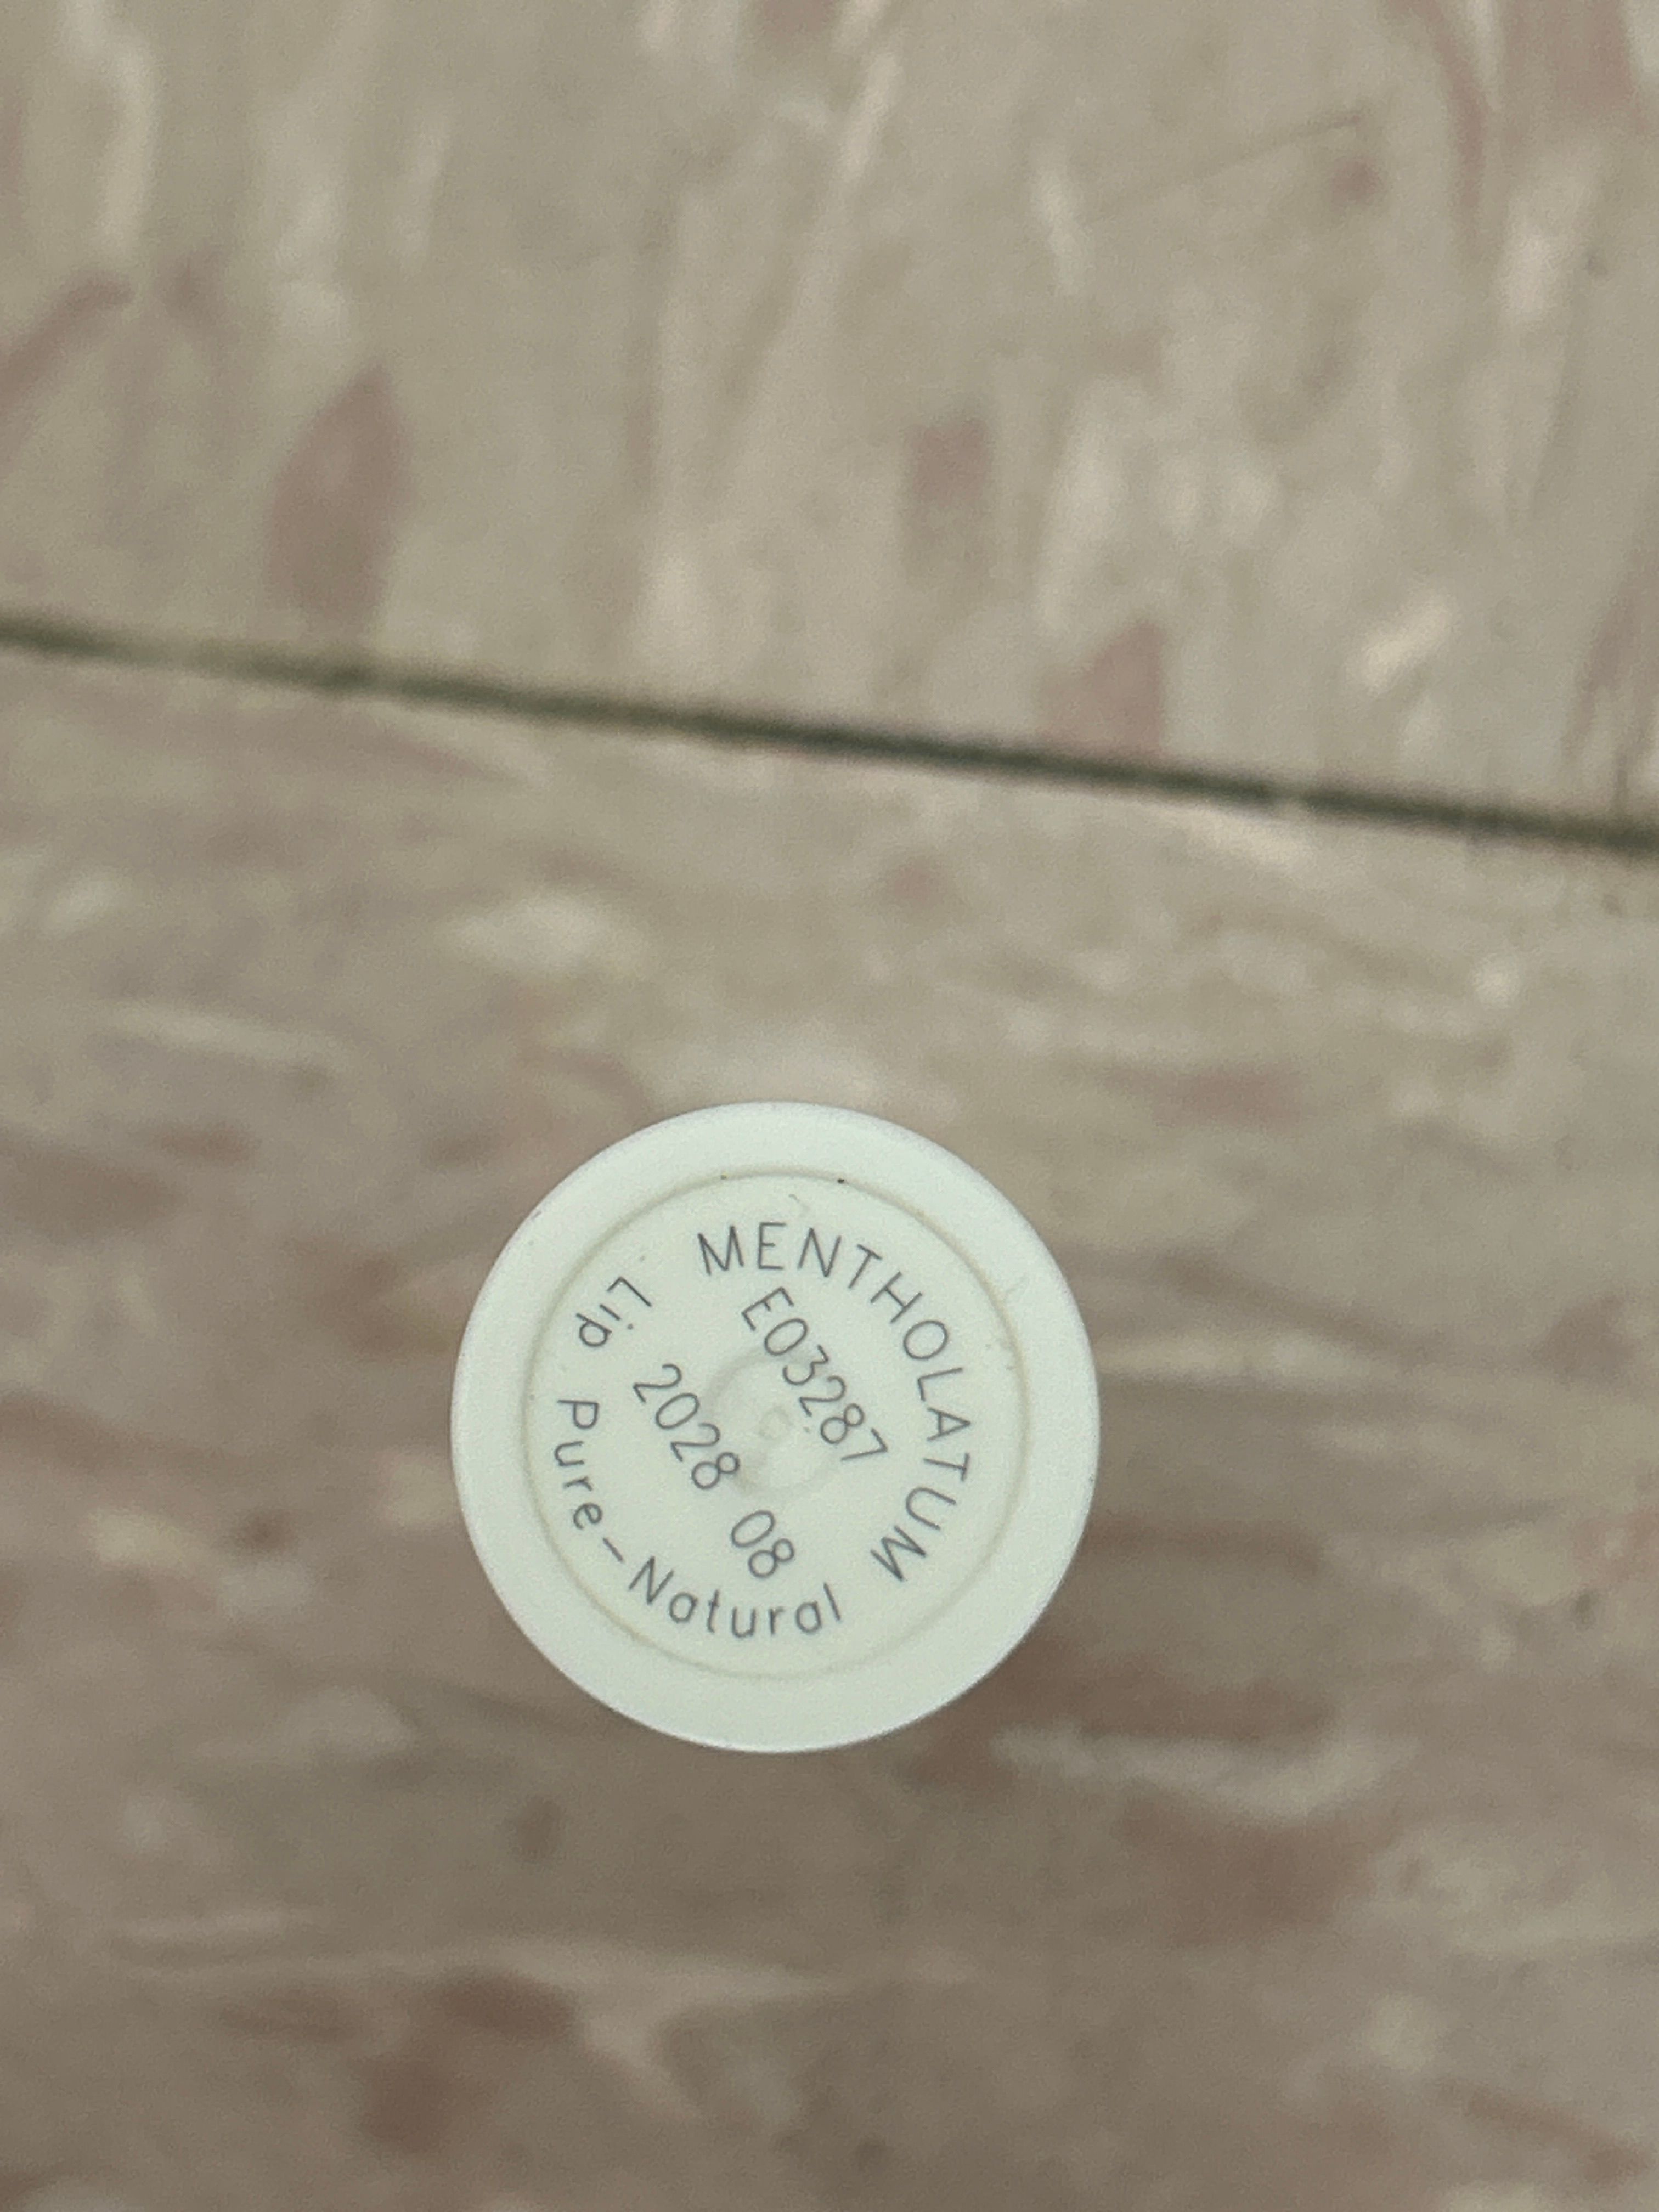 MENTHOLATUM
Lip Pure-Natural
E03287
2028 08